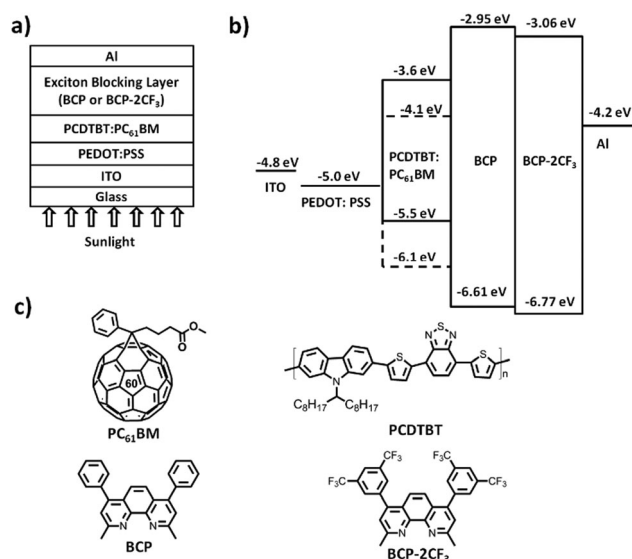 a)
Al
Exciton Blocking Layer
(BCP or BCP-2CF₃)
PCDTBT:PC₆₁BM
PEDOT:PSS
ITO
Glass
Sunlight
b)
-2.95 eV
-3.06 eV
-3.6 eV
-4.1 eV
-4.2 eV
Al
-4.8 eV
ITO
-5.0 eV
PEDOT: PSS
PCDTBT:
PC₆₁BM
BCP
BCP-2CF₃
-5.5 eV
-6.1 eV
-6.61 eV
-6.77 eV
c)
O
O
60
PC₆₁BM
N
S
N
S
S
N
n
C₈H₁₇
C₈H₁₇
PCDTBT
N
N
BCP
CF₃
F₃C
F₃C
CF₃
N
N
BCP-2CF₃